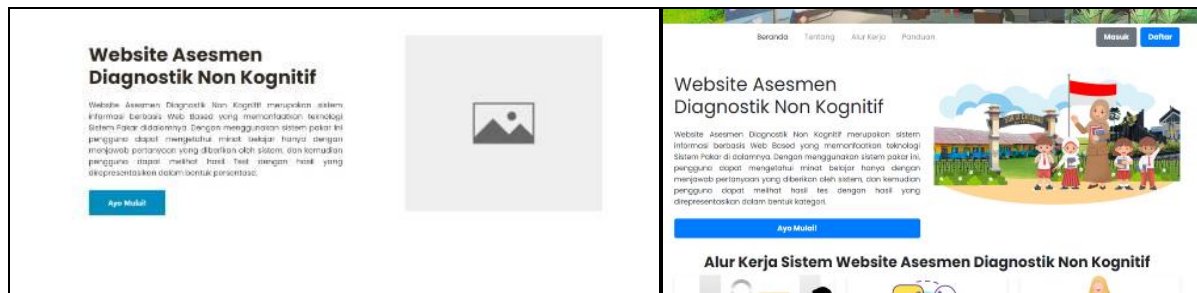 Website Asesmen
Diagnostik Non Kognitif
Website Asesmen Diagnostik Non Kognitif merupakan sistem
informasi berbasis Web Based yang memanfaatkan teknologi
Sistem Pakar didalamnya. Dengan menggunakan sistem pakar ini
pengguna dapat mengetahui minat belajar hanya dengan
menjawab pertanyaan yang diberikan oleh sistem, dan kemudian
pengguna dapat melihat hasil Test dengan hasil yang
direpresentasikan dalam bentuk persentase.
Ayo Mulai!
Beranda Tentang Alur Kerja Panduan Masuk Daftar
Website Asesmen
Diagnostik Non Kognitif
Website Asesmen Diagnostik Non Kognitif merupakan sistem
informasi berbasis Web Based yang memanfaatkan teknologi
Sistem Pakar di dalamnya. Dengan menggunakan sistem pakar ini,
pengguna dapat mengetahui minat belajar hanya dengan
menjawab pertanyaan yang diberikan oleh sistem, dan kemudian
pengguna dapat melihat hasil tes dengan hasil yang
direpresentasikan dalam bentuk kategori.
Ayo Mulai!
Alur Kerja Sistem Website Asesmen Diagnostik Non Kognitif